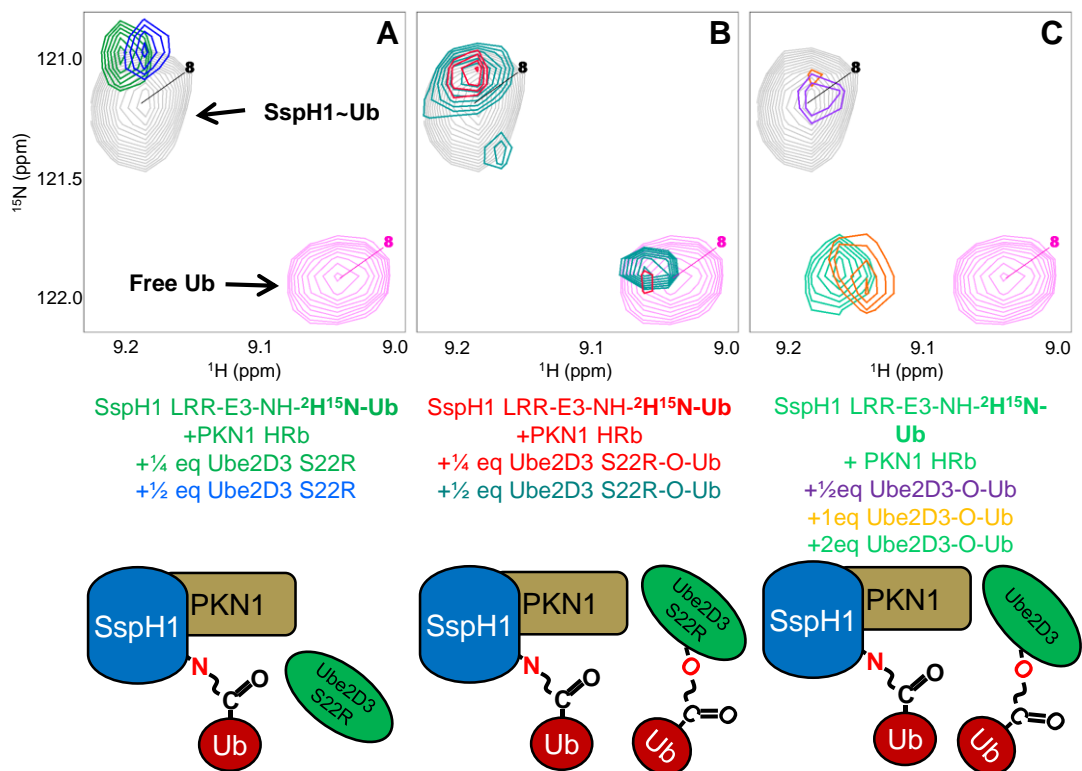 A
B
C
121.0
121.5
122.0
¹⁵N (ppm)
8
SspH1~Ub
8
Free Ub
8
8
8
8
9.2
9.1
9.2
9.1
9.2
9.1
9.0
¹H (ppm)
¹H (ppm)
¹H (ppm)
SspH1 LRR-E3-NH-²H¹⁵N-Ub
+PKN1 HRb
+¼ eq Ube2D3 S22R
+½ eq Ube2D3 S22R
SspH1 LRR-E3-NH-²H¹⁵N-Ub
+PKN1 HRb
+¼ eq Ube2D3 S22R-O-Ub
+½ eq Ube2D3 S22R-O-Ub
SspH1 LRR-E3-NH-²H¹⁵N-
Ub
+ PKN1 HRb
+½eq Ube2D3-O-Ub
+1eq Ube2D3-O-Ub
+2eq Ube2D3-O-Ub
SspH1
PKN1
N
C
O
Ub
Ube2D3
S22R
SspH1
PKN1
N
C
O
Ub
Ube2D3
S22R
O
C
O
Ub
SspH1
PKN1
N
C
O
Ub
Ube2D3
O
C
O
Ub